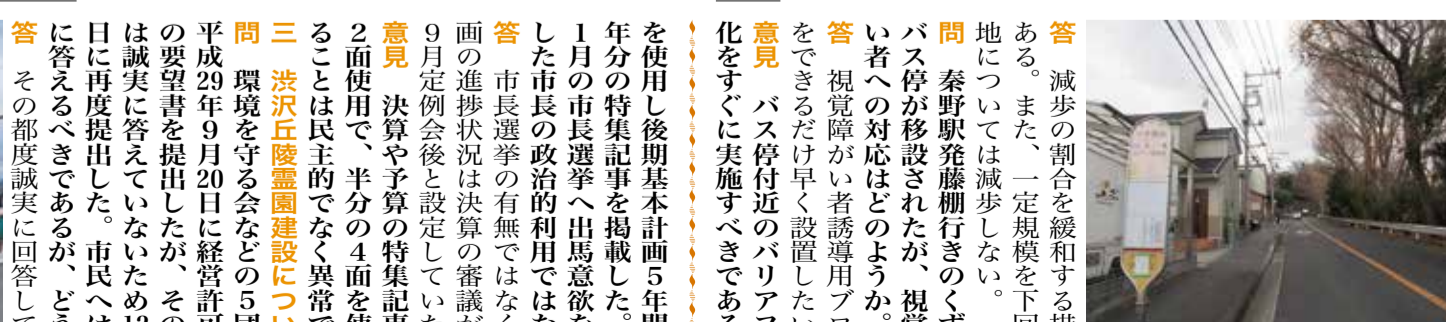 答　減歩の割合を緩和する措
ある。また、一定規模を下回
地については減歩しない。
問　秦野駅発藤棚行きのくず
バス停が移設されたが、視覚
い者への対応はどのようか。
答　視覚障がい者誘導用ブロ
をできるだけ早く設置したい
意見　バス停付近のバリアフ
化をすぐに実施すべきである
を使用し後期基本計画5年間
年分の特集記事を掲載した。
1月の市長選挙へ出馬意欲を
した市長の政治的利用ではな
答　市長選挙の有無ではなく
画の進捗状況は決算の審議が
9月定例会後と設定していた
意見　決算や予算の特集記事
2面使用で、半分の4面を使
ることは民主的でなく異常で
三　渋沢丘陵霊園建設につい
問　環境を守る会などの5団
平成29年9月20日に経営許可
の要望書を提出したが、その
は誠実に答えていないため12
日に再度提出した。市民へは
に答えるべきであるが、どう
答　その都度誠実に回答して